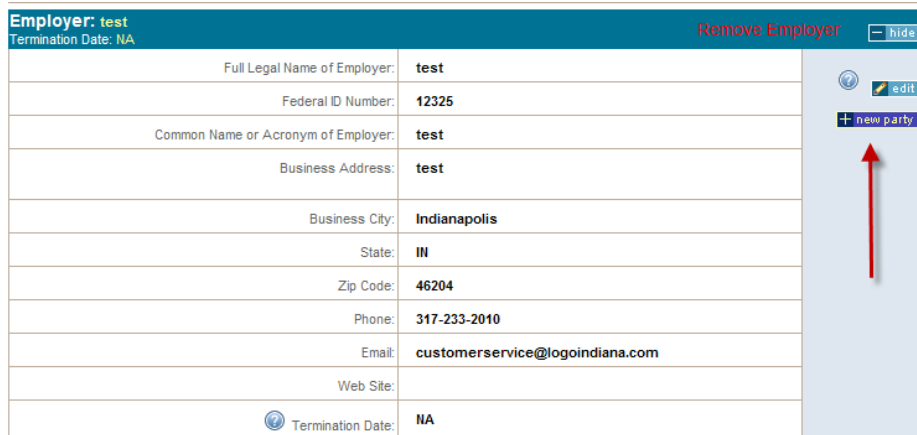 Employer: test
Termination Date: NA
Remove Employer
hide
Full Legal Name of Employer: test
? edit
Federal ID Number: 12325
+ new party
Common Name or Acronym of Employer: test
Business Address: test
Business City: Indianapolis
State: IN
Zip Code: 46204
Phone: 317-233-2010
Email: customerservice@logoindiana.com
Web Site:
? Termination Date: NA